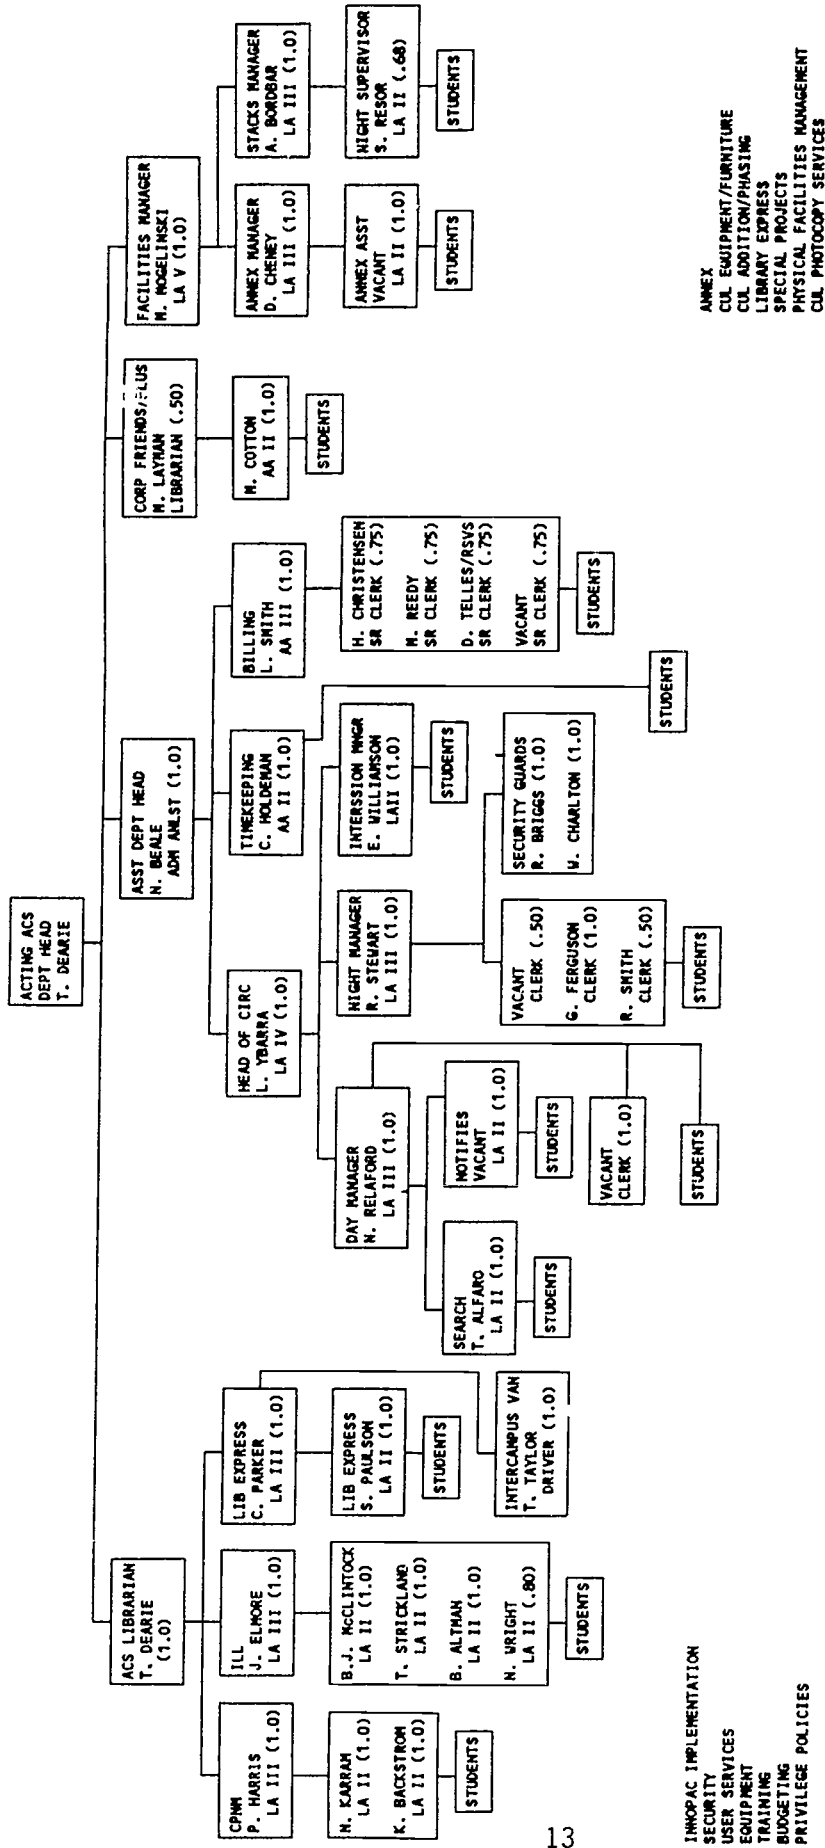 ACTING ACS
DEPT HEAD
T. DEARIE
ACS LIBRARIAN
T. DEARIE
(1.0)
CPNM
P. HARRIS
LA III (1.0)
N. KARRAM
LA II (1.0)
K. BACKSTROM
LA II (1.0)
STUDENTS
ILL
J. ELMORE
LA III (1.0)
B.J. McCLINTOCK
LA II (1.0)
T. STRICKLAND
LA II (1.0)
B. ALTMAN
LA II (1.0)
N. WRIGHT
LA II (.80)
STUDENTS
LIB EXPRESS
C. PARKER
LA III (1.0)
LIB EXPRESS
S. PAULSON
LA II (1.0)
STUDENTS
INTERCAMPUS VAN
T. TAYLOR
DRIVER (1.0)
ASST DEPT HEAD
N. BEALE
ADM ANLST (1.0)
HEAD OF CIRC
L. YBARRA
LA IV (1.0)
DAY MANAGER
N. RELAFORD
LA III (1.0)
SEARCH
T. ALFARO
LA II (1.0)
STUDENTS
NOTIFIES
VACANT
LA II (1.0)
STUDENTS
VACANT
CLERK (1.0)
STUDENTS
NIGHT MANAGER
R. STEWART
LA III (1.0)
VACANT
CLERK (.50)
G. FERGUSON
CLERK (1.0)
R. SMITH
CLERK (.50)
STUDENTS
SECURITY GUARDS
R. BRIGGS (1.0)
W. CHARLTON (1.0)
INTERSSION MNGR
E. WILLIAMSON
LAII (1.0)
STUDENTS
TIMEKEEPING
C. HOLDEMAN
AA II (1.0)
STUDENTS
BILLING
L. SMITH
AA III (1.0)
H. CHRISTENSEN
SR CLERK (.75)
M. REEDY
SR CLERK (.75)
D. TELLES/RSVS
SR CLERK (.75)
VACANT
SR CLERK (.75)
STUDENTS
CORP FRIENDS/PLUS
M. LAYMAN
LIBRARIAN (.50)
M. COTTON
AA II (1.0)
STUDENTS
FACILITIES MANAGER
M. MOGELINSKI
LA V (1.0)
ANNEX MANAGER
D. CHENEY
LA III (1.0)
ANNEX ASST
VACANT
LA II (1.0)
STUDENTS
STACKS MANAGER
A. BORDBAR
LA III (1.0)
NIGHT SUPERVISOR
S. RESOR
LA II (.68)
STUDENTS
INNOPAC IMPLEMENTATION
SECURITY
USER SERVICES
EQUIPMENT
TRAINING
BUDGETING
PRIVILEGE POLICIES
ANNEX
CUL EQUIPMENT/FURNITURE
CUL ADDITION/PHASING
LIBRARY EXPRESS
SPECIAL PROJECTS
PHYSICAL FACILITIES MANAGEMENT
CUL PHOTOCOPY SERVICES
13